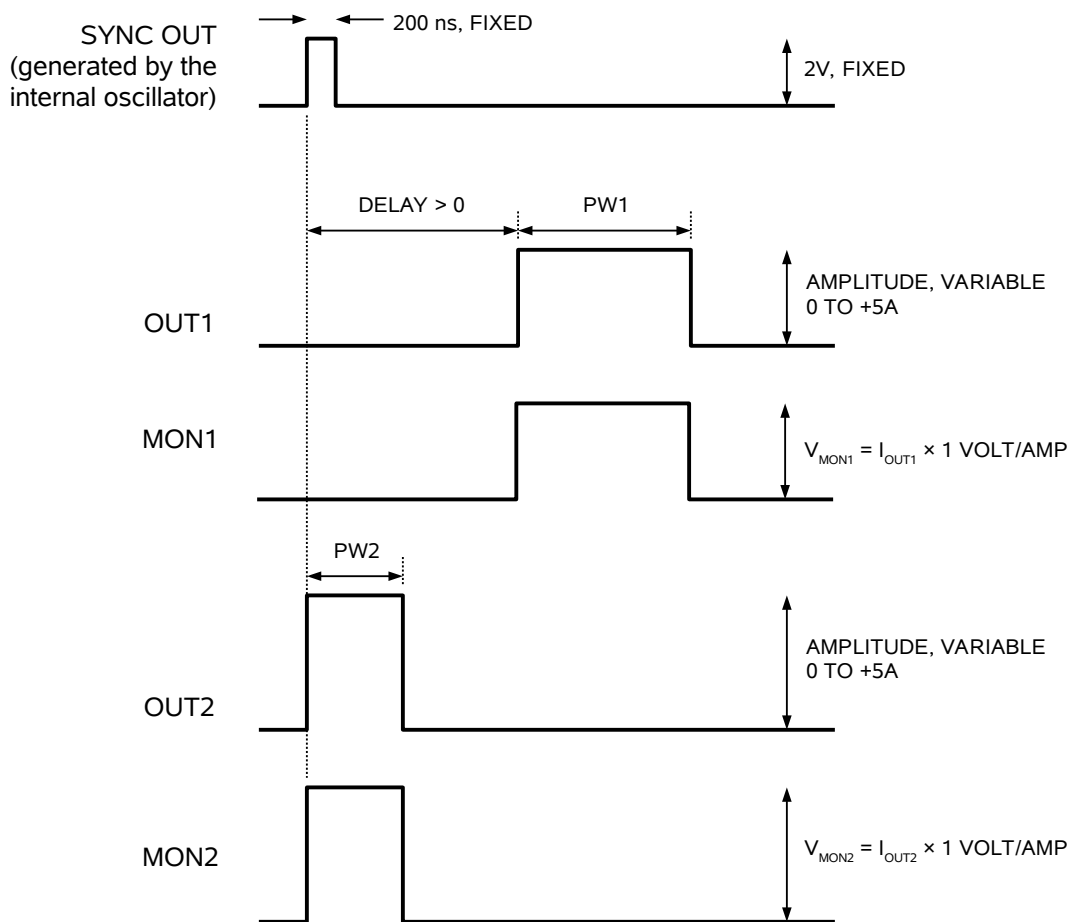 200 ns, FIXED
SYNC OUT
(generated by the
internal oscillator)
2V, FIXED
DELAY > 0
PW1
AMPLITUDE, VARIABLE
0 TO +5A
OUT1
MON1
V_MON1 = I_OUT1 × 1 VOLT/AMP
PW2
AMPLITUDE, VARIABLE
0 TO +5A
OUT2
MON2
V_MON2 = I_OUT2 × 1 VOLT/AMP